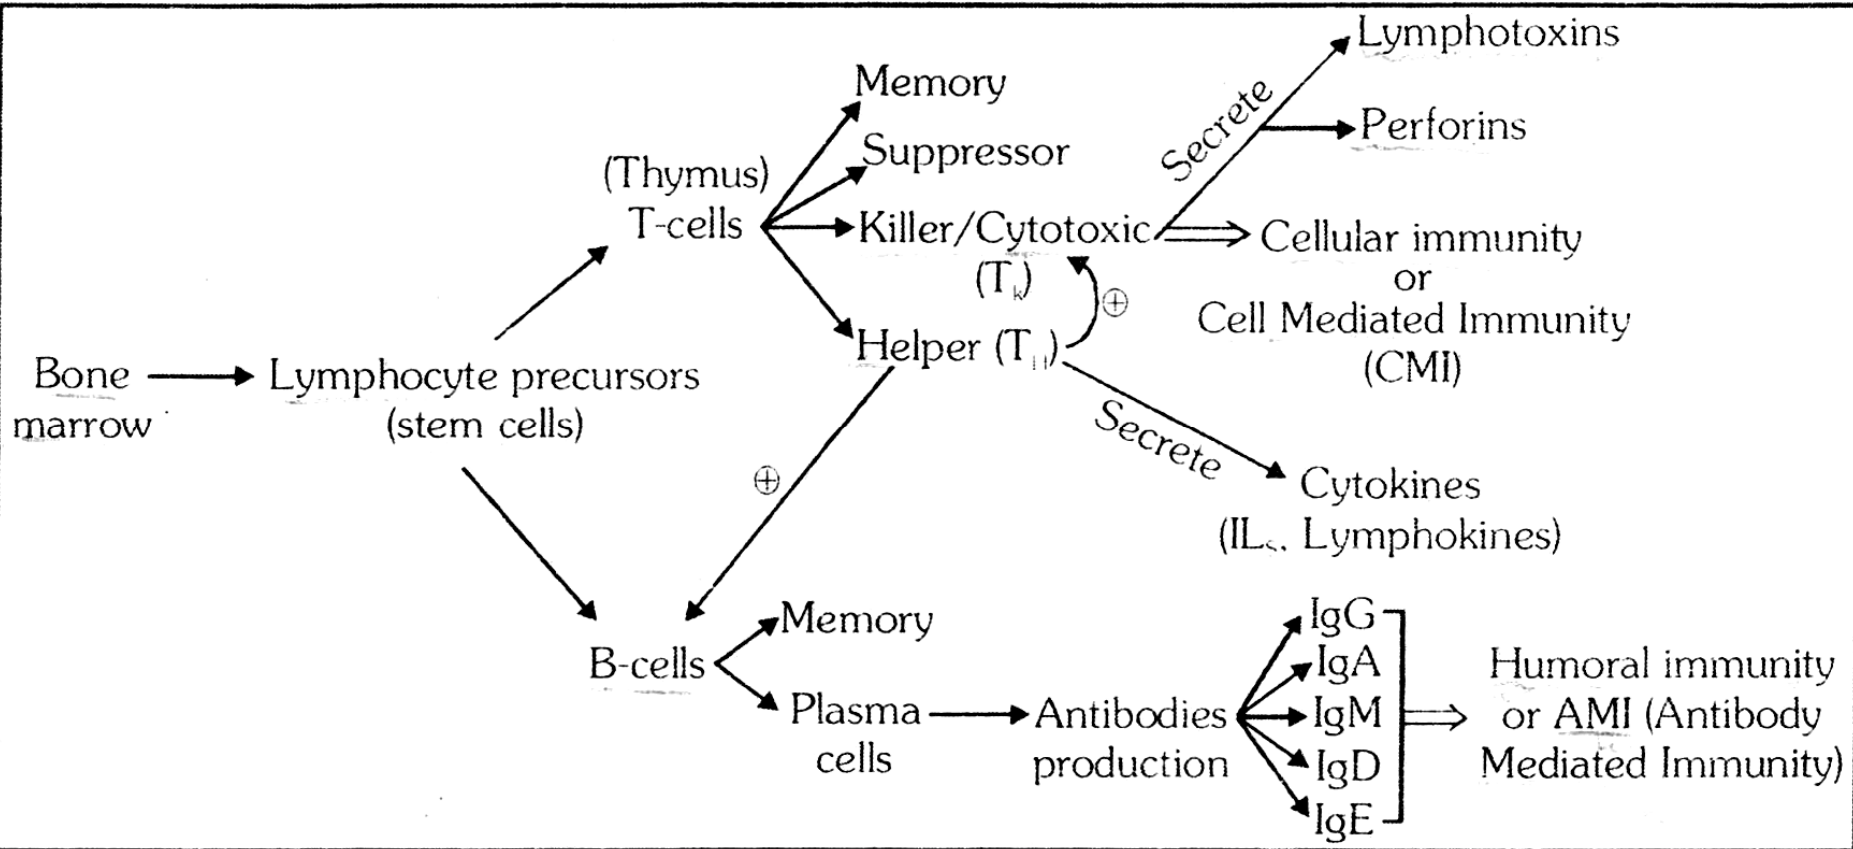 Lymphotoxins
Memory
Secrete
Perforins
Suppressor
(Thymus)
T-cells
Killer/Cytotoxic
(Tk)
Cellular immunity
or
Cell Mediated Immunity
(CMI)
Helper (TH)
Bone
marrow
Lymphocyte precursors
(stem cells)
Secrete
Cytokines
(ILs, Lymphokines)
B-cells
Memory
Plasma
cells
Antibodies
production
IgG
IgA
IgM
IgD
IgE
Humoral immunity
or AMI (Antibody
Mediated Immunity)